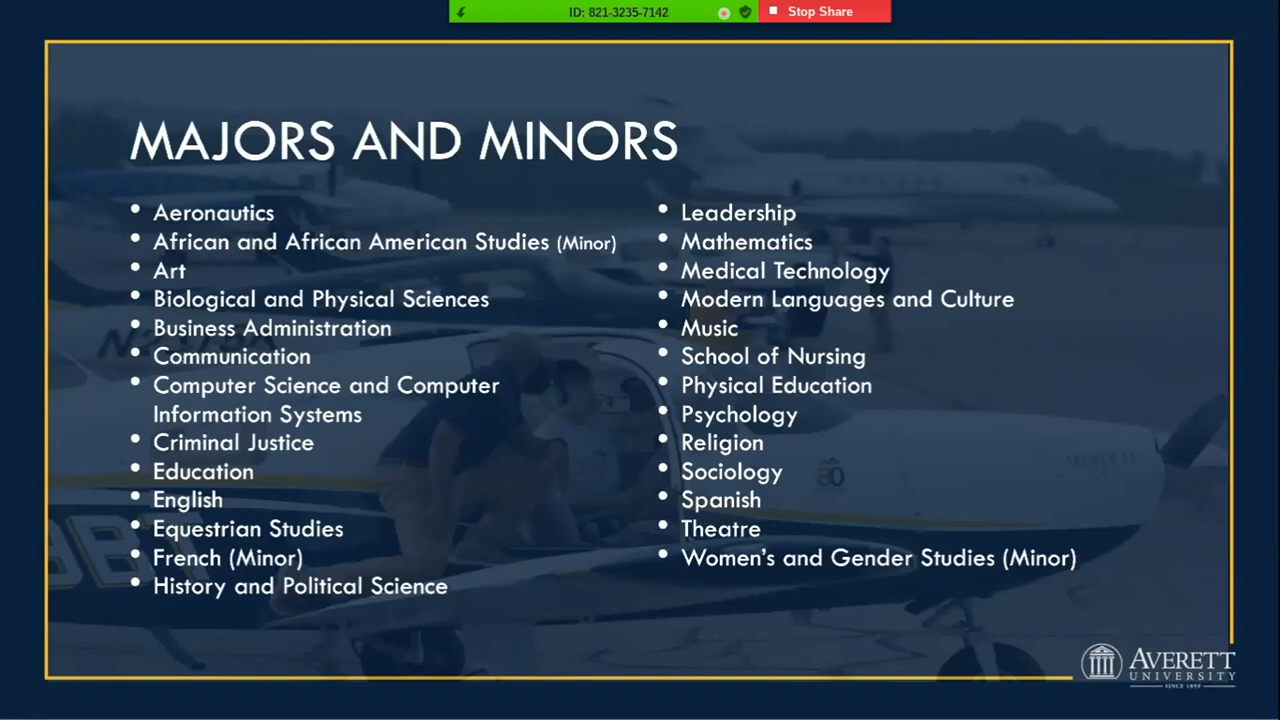 ID: 821-3235-7142
Stop Share
MAJORS AND MINORS
• Aeronautics
• African and African American Studies (Minor)
• Art
• Biological and Physical Sciences
• Business Administration
• Communication
• Computer Science and Computer
Information Systems
• Criminal Justice
• Education
• English
• Equestrian Studies
• French (Minor)
• History and Political Science
• Leadership
• Mathematics
• Medical Technology
• Modern Languages and Culture
• Music
• School of Nursing
• Physical Education
• Psychology
• Religion
• Sociology
• Spanish
• Theatre
• Women's and Gender Studies (Minor)
80
AVERETT
UNIVERSITY
SINCE 1859